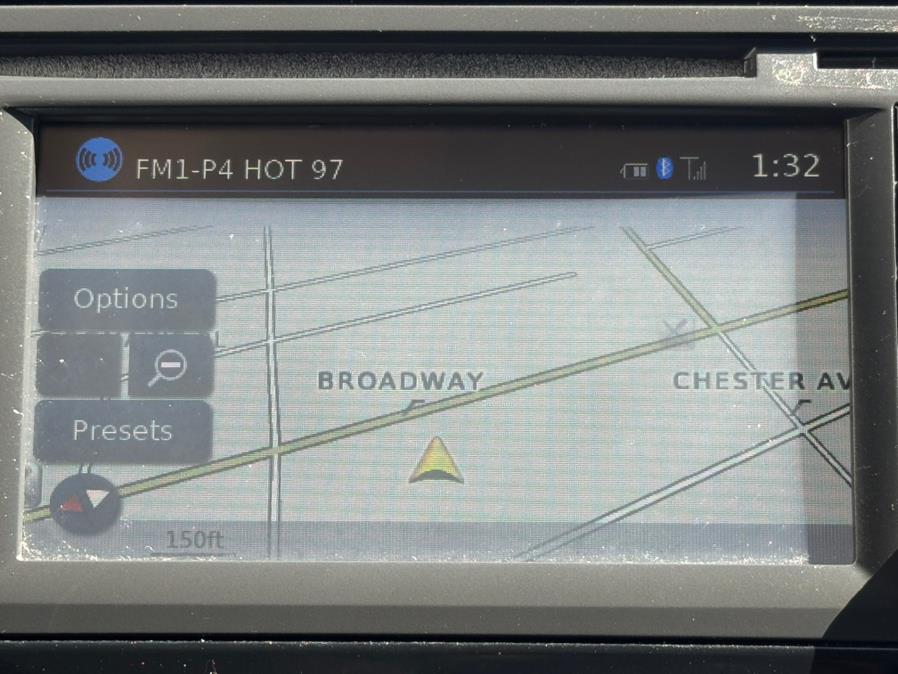 FM1-P4 HOT 97
1:32
Options
BROADWAY
CHESTER AV
Presets
150ft